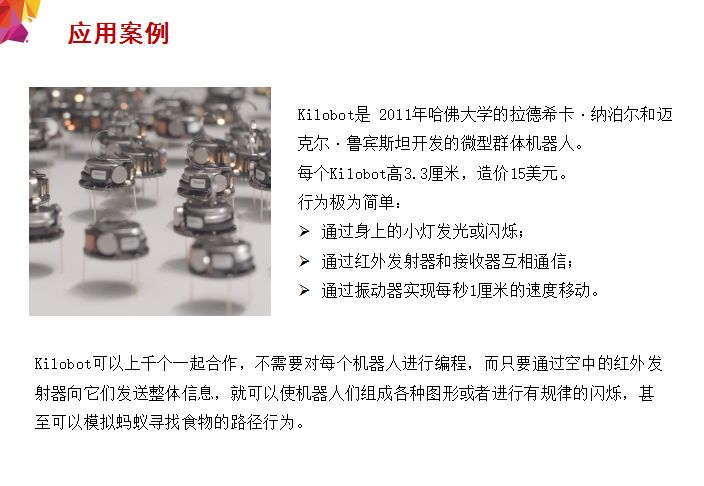 应用案例
Kilobot是 2011年哈佛大学的拉德希卡·纳泊尔和迈
克尔·鲁宾斯坦开发的微型群体机器人。
每个Kilobot高3.3厘米，造价15美元。
行为极为简单：
➢ 通过身上的小灯发光或闪烁；
➢ 通过红外发射器和接收器互相通信；
➢ 通过振动器实现每秒1厘米的速度移动。
Kilobot可以上千个一起合作，不需要对每个机器人进行编程，而只要通过空中的红外发
射器向它们发送整体信息，就可以使机器人们组成各种图形或者进行有规律的闪烁，甚
至可以模拟蚂蚁寻找食物的路径行为。